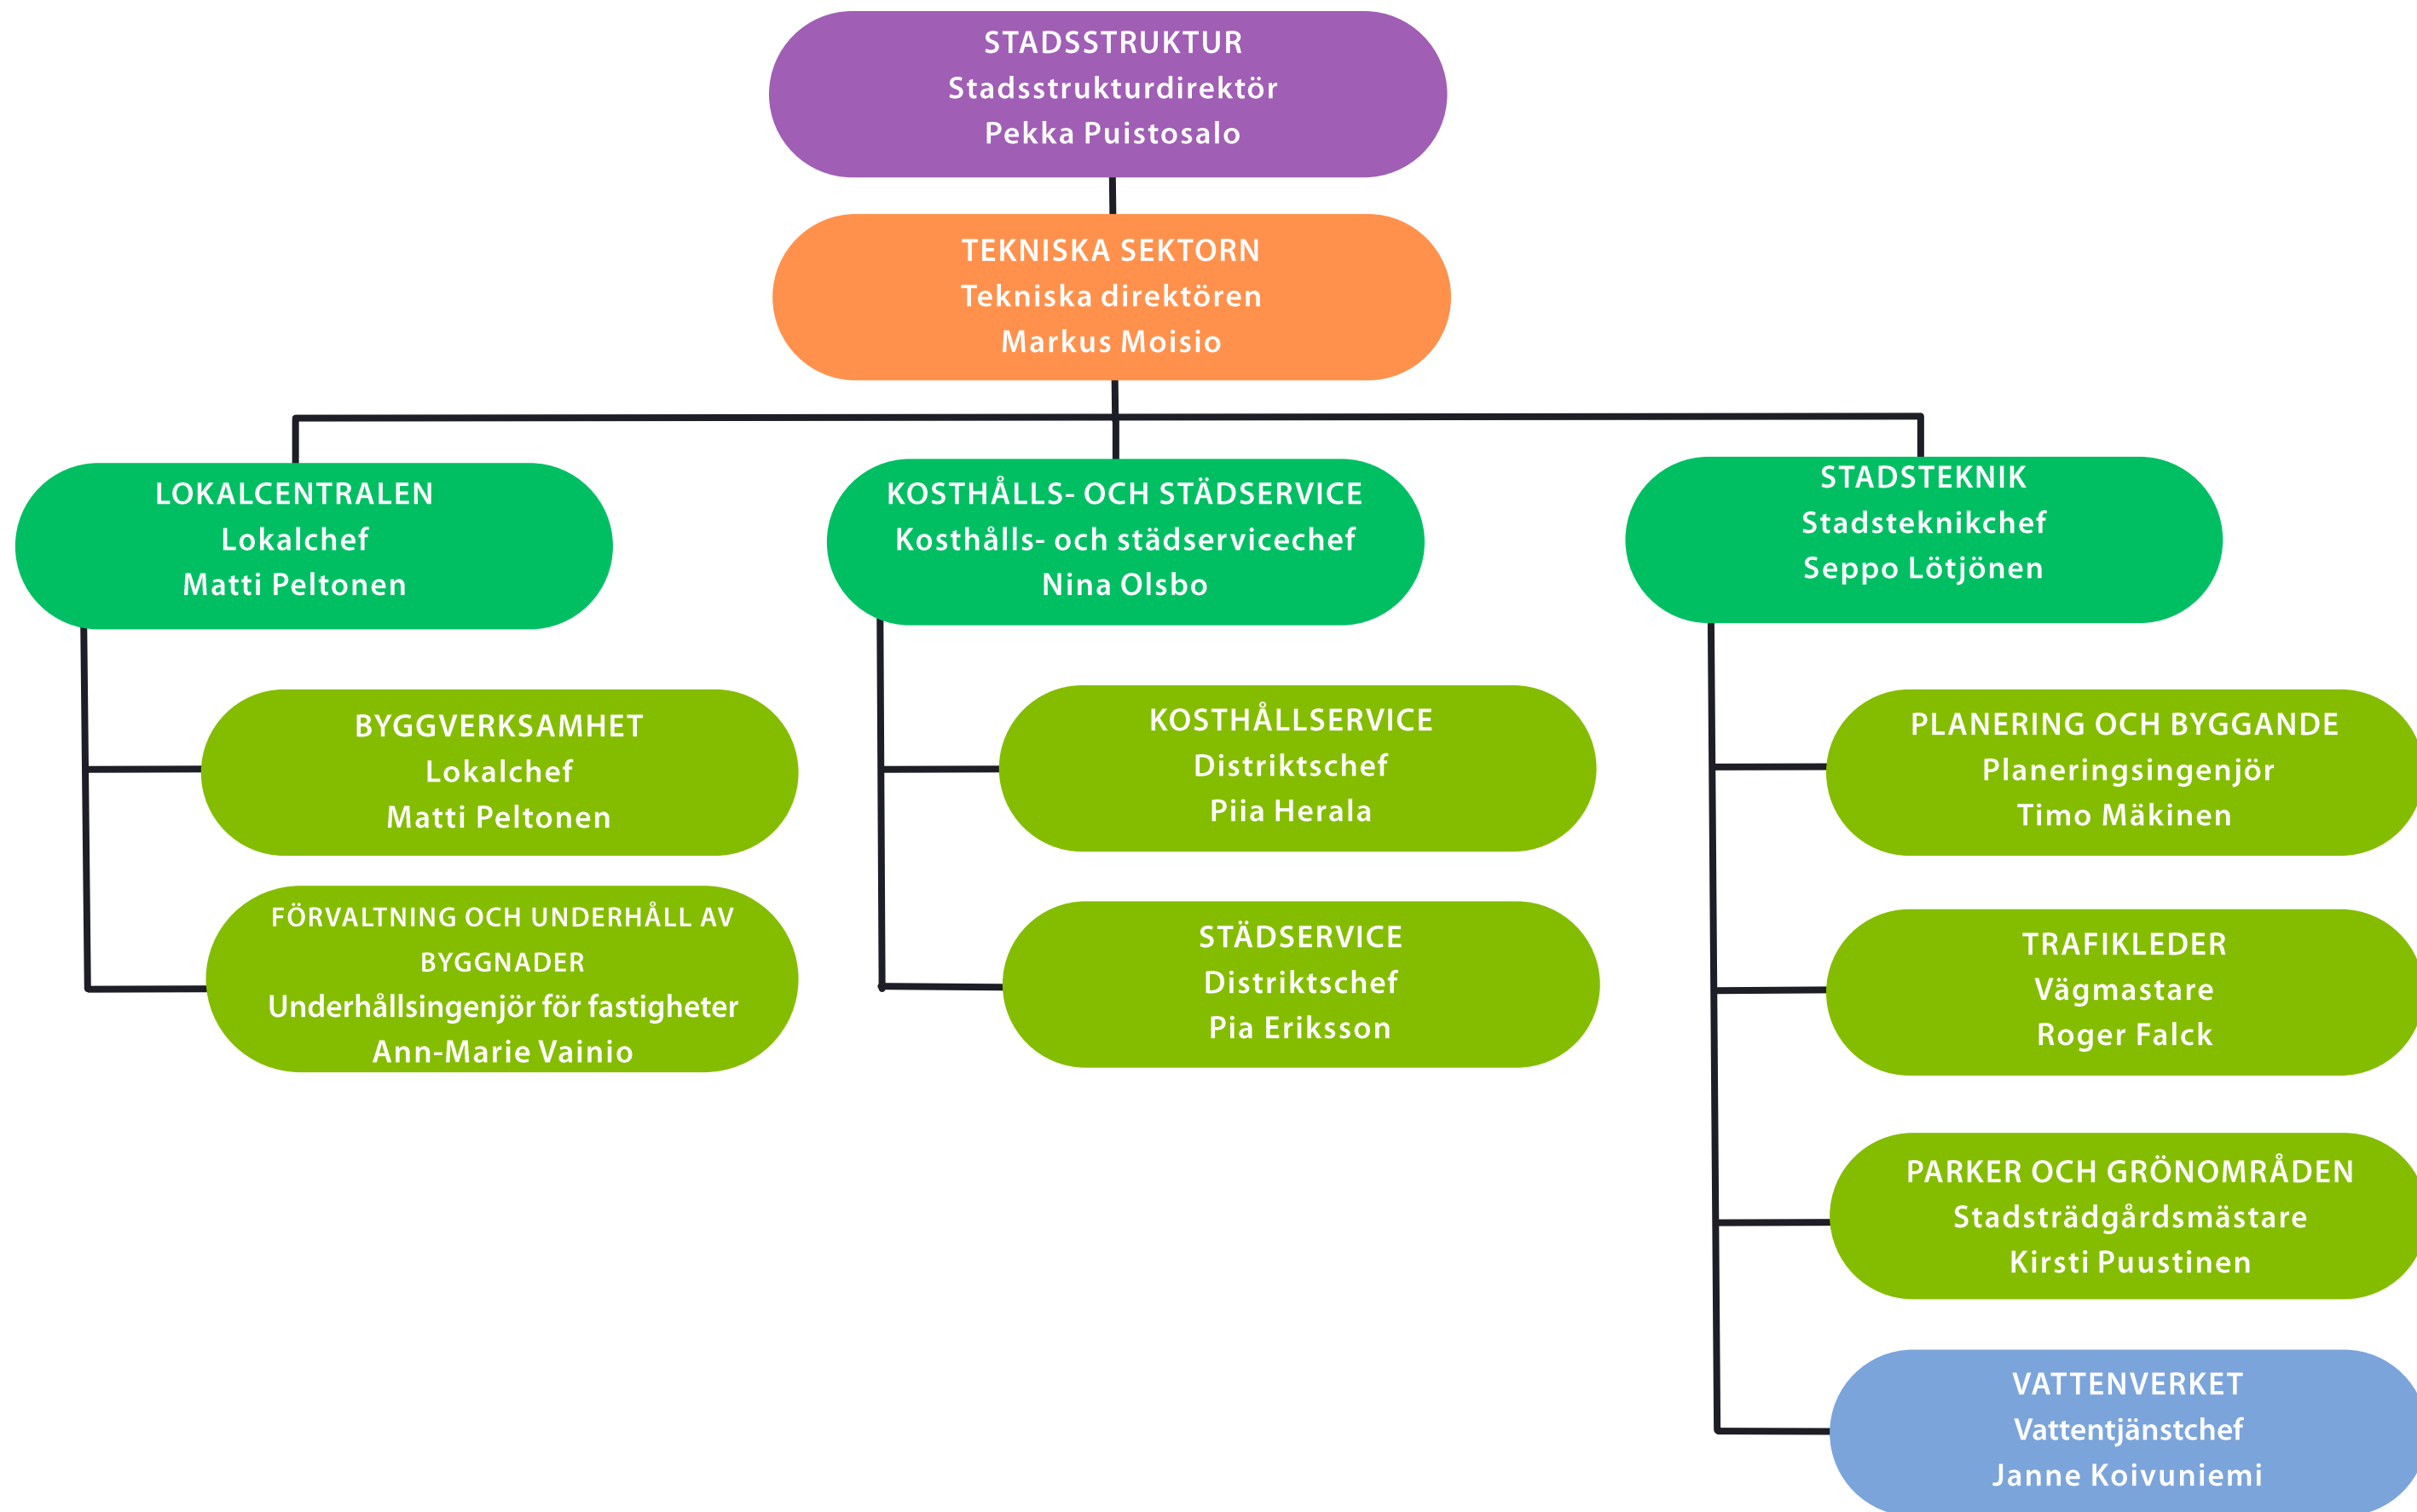 STADSSTRUKTUR
Stadsstrukturdirektör
Pekka Puistosalo
TEKNISKA SEKTORN
Tekniska direktören
Markus Moisio
LOKALCENTRALEN
Lokalchef
Matti Peltonen
BYGGVERKSAMHET
Lokalchef
Matti Peltonen
FÖRVALTNING OCH UNDERHÅLL AV
BYGGNADER
Underhållsingenjör för fastigheter
Ann-Marie Vainio
KOSTHÅLLS- OCH STÄDSERVICE
Kosthålls- och städservicechef
Nina Olsbo
KOSTHÅLLSERVICE
Distriktschef
Piia Herala
STÄDSERVICE
Distriktschef
Pia Eriksson
STADSTEKNIK
Stadsteknikchef
Seppo Lötjönen
PLANERING OCH BYGGANDE
Planeringsingenjör
Timo Mäkinen
TRAFIKLEDER
Vägmastare
Roger Falck
PARKER OCH GRÖNOMRÅDEN
Stadsträdgårdsmästare
Kirsti Puustinen
VATTENVERKET
Vattentjänstchef
Janne Koivuniemi